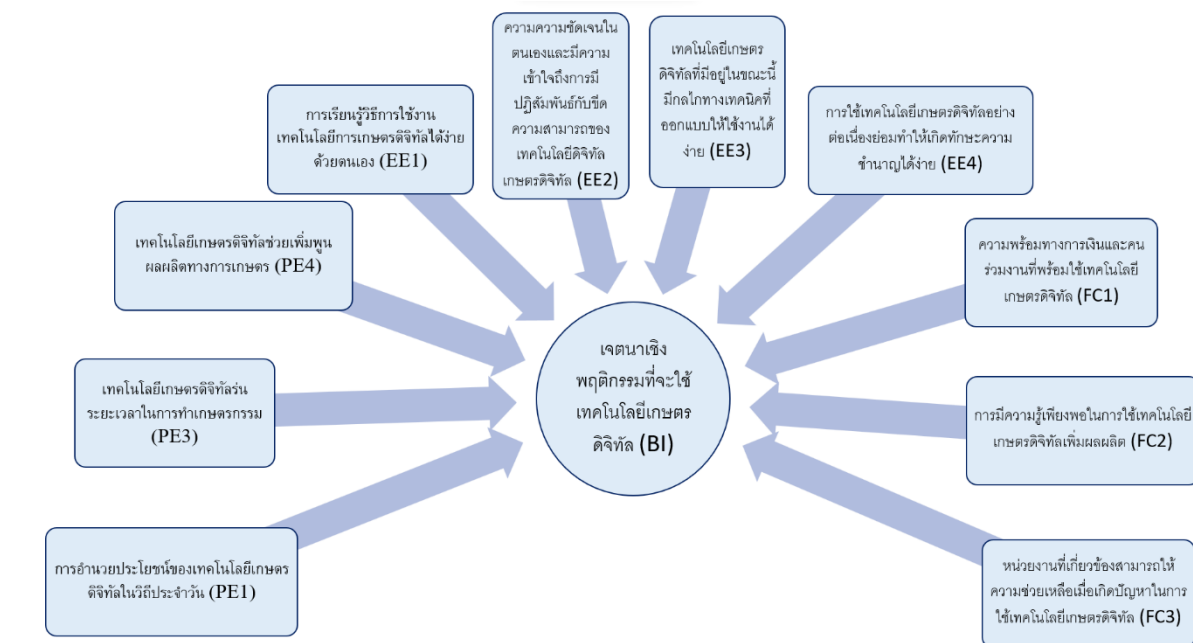 ความความชัดเจนใน
ตนเองและมีความ
เข้าใจถึงการมี
ปฏิสัมพันธ์กับขีด
ความสามารถของ
เทคโนโลยีดิจิทัล
เกษตรดิจิทัล (EE2)
เทคโนโลยีเกษตร
ดิจิทัลที่มีอยู่ในขณะนี้
มีกลไกทางเทคนิคที่
ออกแบบให้ใช้งานได้
ง่าย (EE3)
การเรียนรู้วิธีการใช้งาน
เทคโนโลยีการเกษตรดิจิทัลได้ง่าย
ด้วยตนเอง (EE1)
การใช้เทคโนโลยีเกษตรดิจิทัลอย่าง
ต่อเนื่องย่อมทำให้เกิดทักษะความ
ชำนาญได้ง่าย (EE4)
เทคโนโลยีเกษตรดิจิทัลช่วยเพิ่มพูน
ผลผลิตทางการเกษตร (PE4)
ความพร้อมทางการเงินและคน
ร่วมงานที่พร้อมใช้เทคโนโลยี
เกษตรดิจิทัล (FC1)
เจตนาเชิง
พฤติกรรมที่จะใช้
เทคโนโลยีเกษตร
ดิจิทัล (BI)
เทคโนโลยีเกษตรดิจิทัลร่น
ระยะเวลาในการทำเกษตรกรรม
(PE3)
การมีความรู้เพียงพอในการใช้เทคโนโลยี
เกษตรดิจิทัลเพิ่มผลผลิต (FC2)
การอำนวยประโยชน์ของเทคโนโลยีเกษตร
ดิจิทัลในวิถีประจำวัน (PE1)
หน่วยงานที่เกี่ยวข้องสามารถให้
ความช่วยเหลือเมื่อเกิดปัญหาในการ
ใช้เทคโนโลยีเกษตรดิจิทัล (FC3)